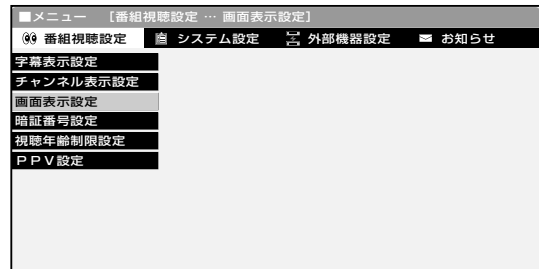 ■メニュー [番組視聴設定 … 画面表示設定]
番組視聴設定 システム設定 外部機器設定 お知らせ
字幕表示設定
チャンネル表示設定
画面表示設定
暗証番号設定
視聴年齢制限設定
ＰＰＶ設定